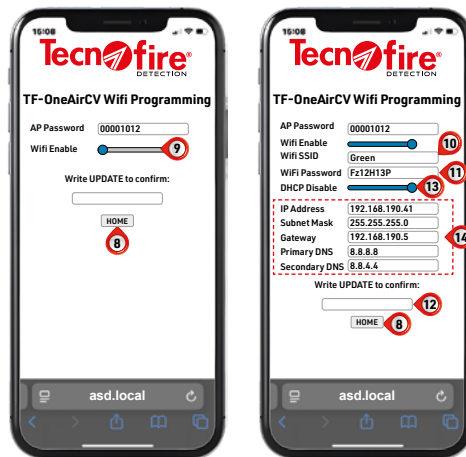 15:08
Tecnofire®
DETECTION
TF-OneAirCV Wifi Programming
AP Password 00001012
Wifi Enable 9
Write UPDATE to confirm:
HOME
8
asd.local
15:08
Tecnofire®
DETECTION
TF-OneAirCV Wifi Programming
AP Password 00001012
Wifi Enable 10
Wifi SSID Green
WiFi Password Fz12H13P 11
DHCP Disable 13
IP Address 192.168.190.41
Subnet Mask 255.255.255.0
Gateway 192.168.190.5 14
Primary DNS 8.8.8.8
Secondary DNS 8.8.4.4
Write UPDATE to confirm:
12
HOME 8
asd.local